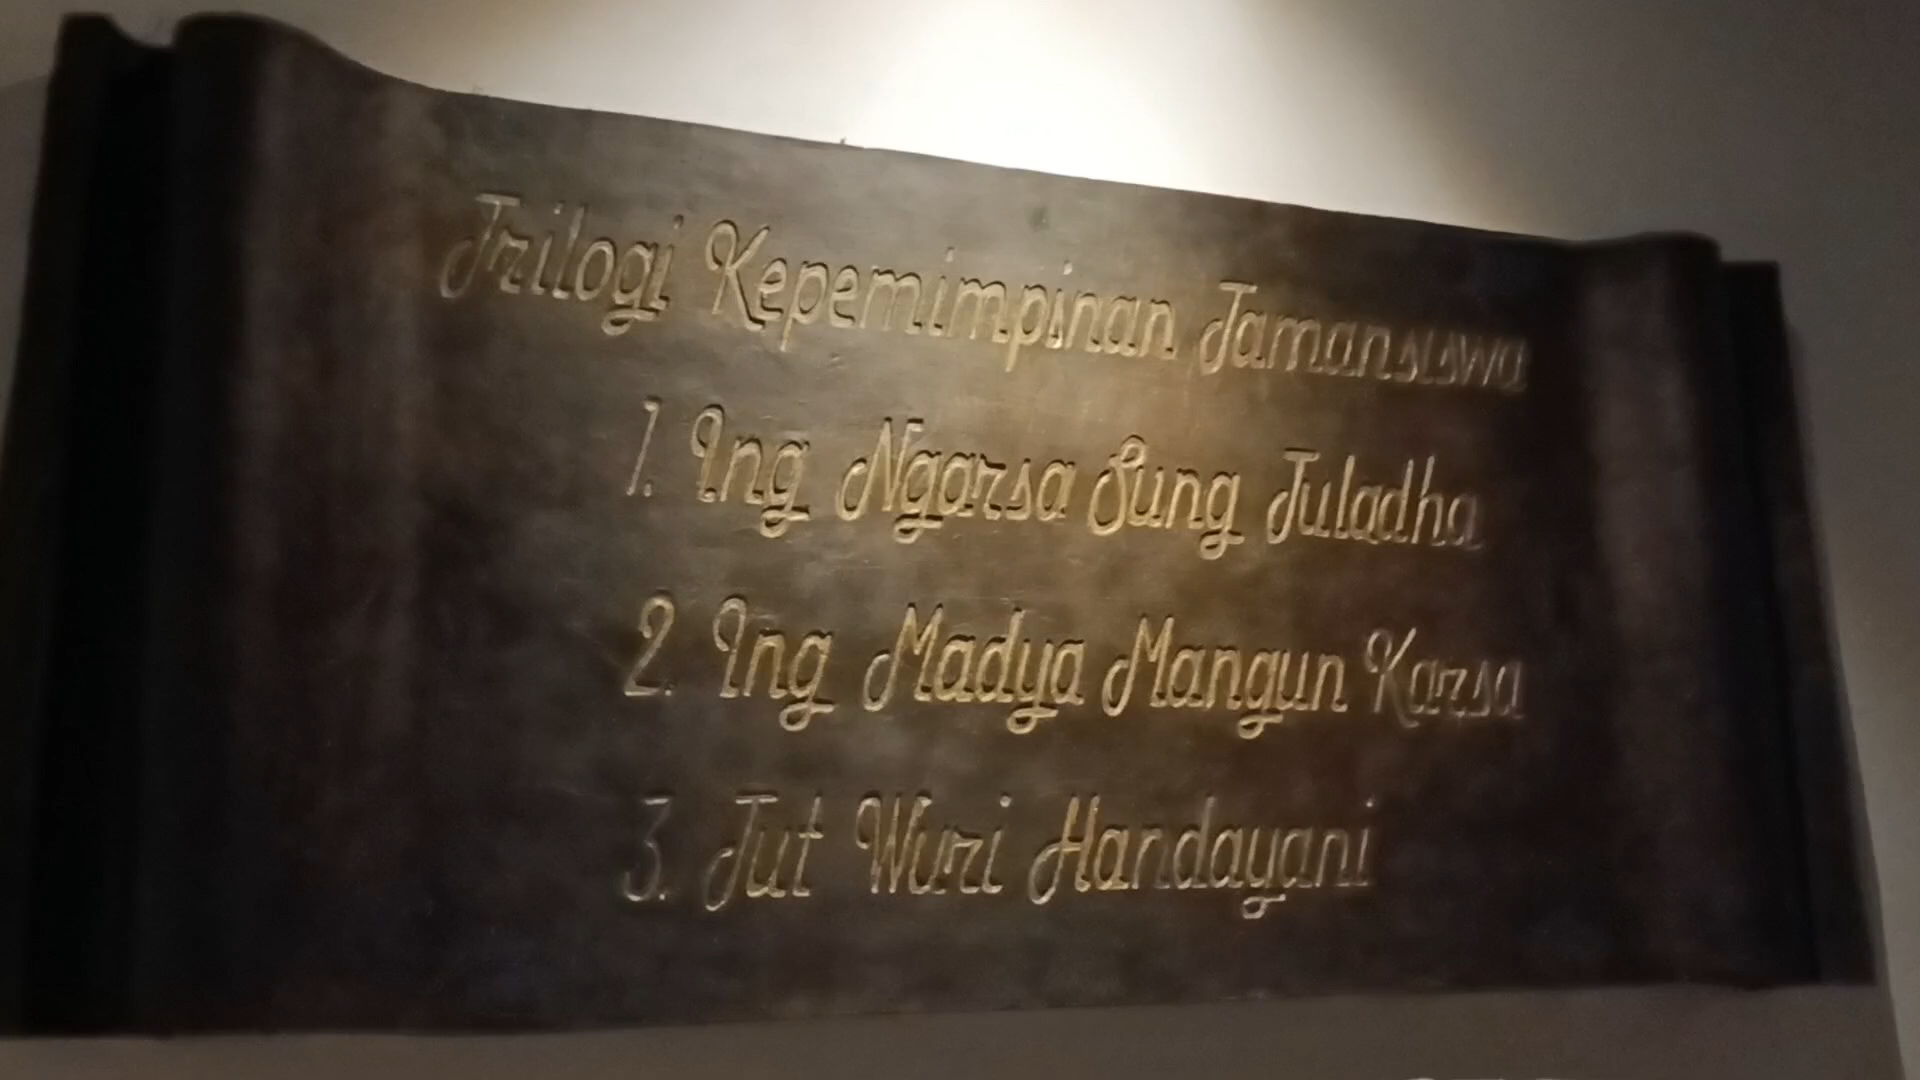 Trilogi Kepemimpinan Tamansiswa
1. Ing Ngarsa Sung Tuladha
2. Ing Madya Mangun Karsa
3. Tut Wuri Handayani